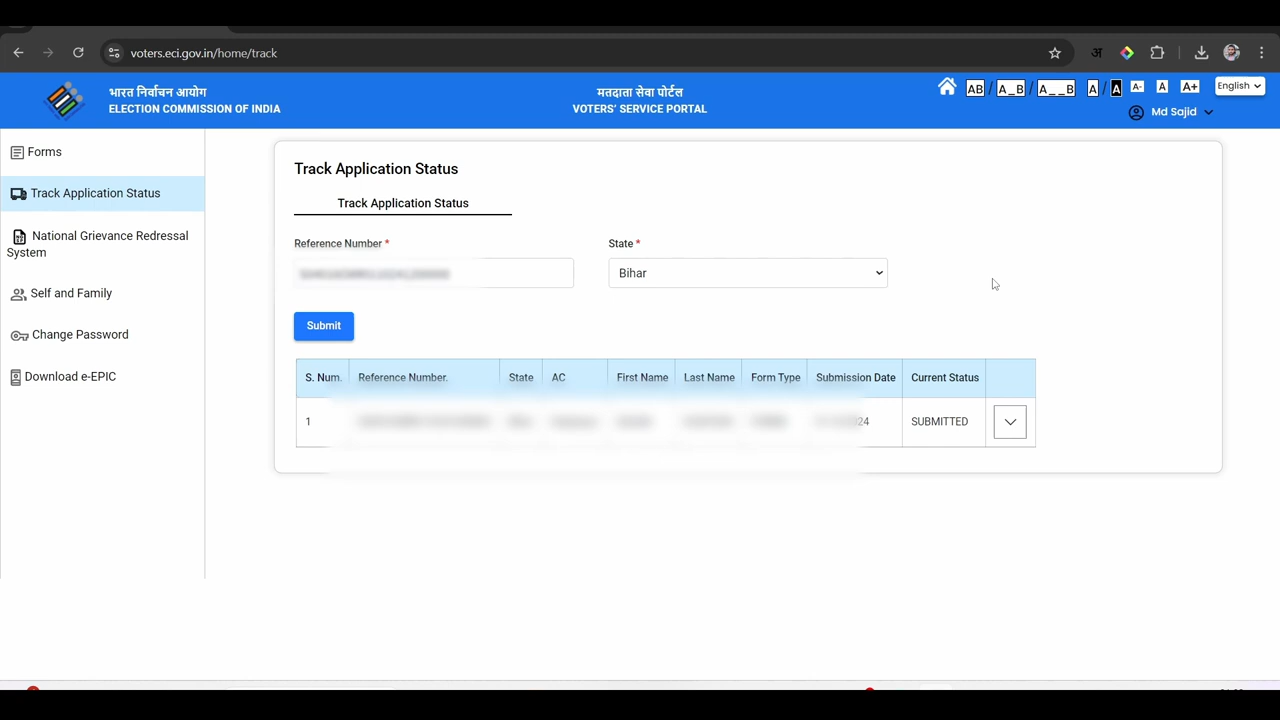 voters.eci.gov.in/home/track
अ
भारत निर्वाचन आयोग
ELECTION COMMISSION OF INDIA
मतदाता सेवा पोर्टल
VOTERS' SERVICE PORTAL
AB / A_B / A__B A / A A- A A+ English
Md Sajid
Forms
Track Application Status
National Grievance Redressal
System
Self and Family
Change Password
Download e-EPIC
Track Application Status
Track Application Status
Reference Number *
State *
Bihar
Submit
S. Num. Reference Number. State AC First Name Last Name Form Type Submission Date Current Status
1 24 SUBMITTED